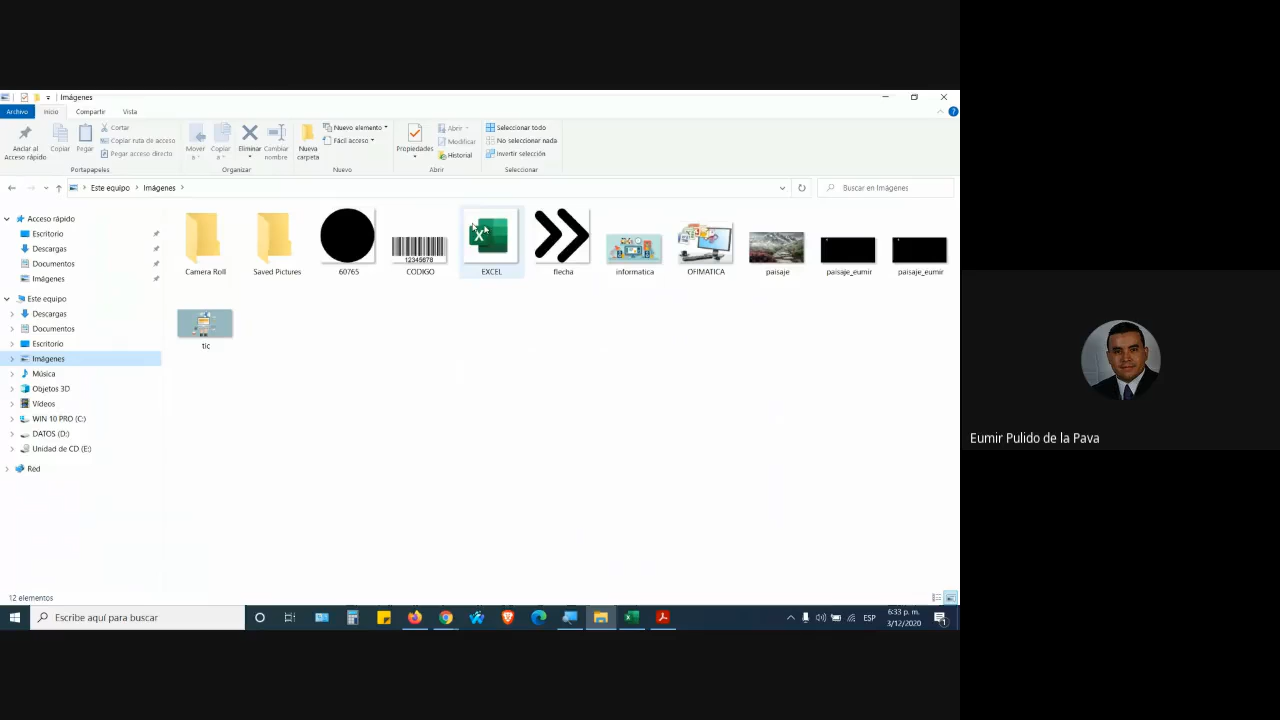 Imágenes
Archivo Inicio Compartir Vista
Anclar al Acceso rápido
Copiar
Pegar
Cortar
Copiar ruta de acceso
Pegar acceso directo
Portapapeles
Mover a
Copiar a
Eliminar
Cambiar nombre
Organizar
Nueva carpeta
Nuevo elemento
Fácil acceso
Nuevo
Propiedades
Abrir
Modificar
Historial
Abrir
Seleccionar todo
No seleccionar nada
Invertir selección
Seleccionar
Este equipo Imágenes
Buscar en Imágenes
Acceso rápido
Escritorio
Descargas
Documentos
Imágenes
Este equipo
Descargas
Documentos
Escritorio
Imágenes
Música
Objetos 3D
Vídeos
WIN 10 PRO (C:)
DATOS (D:)
Unidad de CD (E:)
Red
12345678
Camera Roll Saved Pictures 60765 CODIGO EXCEL flecha informatica OFIMATICA paisaje paisaje_eumir paisaje_eumir
tic
Eumir Pulido de la Pava
12 elementos
Escribe aquí para buscar
ESP
6:33 p. m.
3/12/2020
1